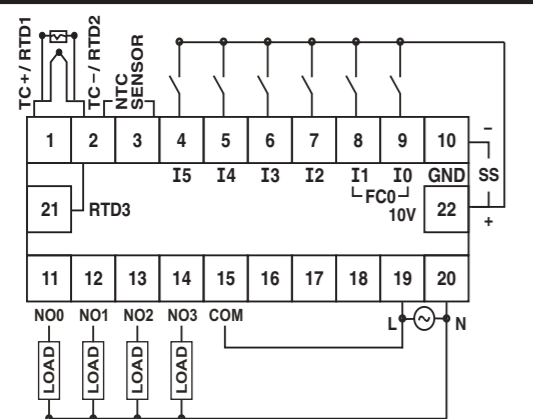 TC+/ RTD1
TC−/ RTD2
NTC
SENSOR
1 2 3 4 5 6 7 8 9 10
−
I5 I4 I3 I2 I1 I0 GND SS
FC0
10V
21 RTD3 22
+
11 12 13 14 15 16 17 18 19 20
NO0 NO1 NO2 NO3 COM L N
LOAD LOAD LOAD LOAD